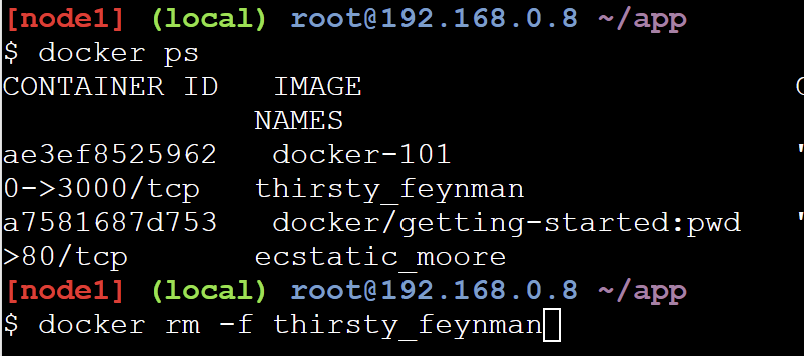 [node1] (local) root@192.168.0.8 ~/app
$ docker ps
CONTAINER ID   IMAGE                         C
               NAMES
ae3ef8525962   docker-101                    "
0->3000/tcp   thirsty_feynman
a7581687d753   docker/getting-started:pwd   "
>80/tcp       ecstatic_moore
[node1] (local) root@192.168.0.8 ~/app
$ docker rm -f thirsty_feynman